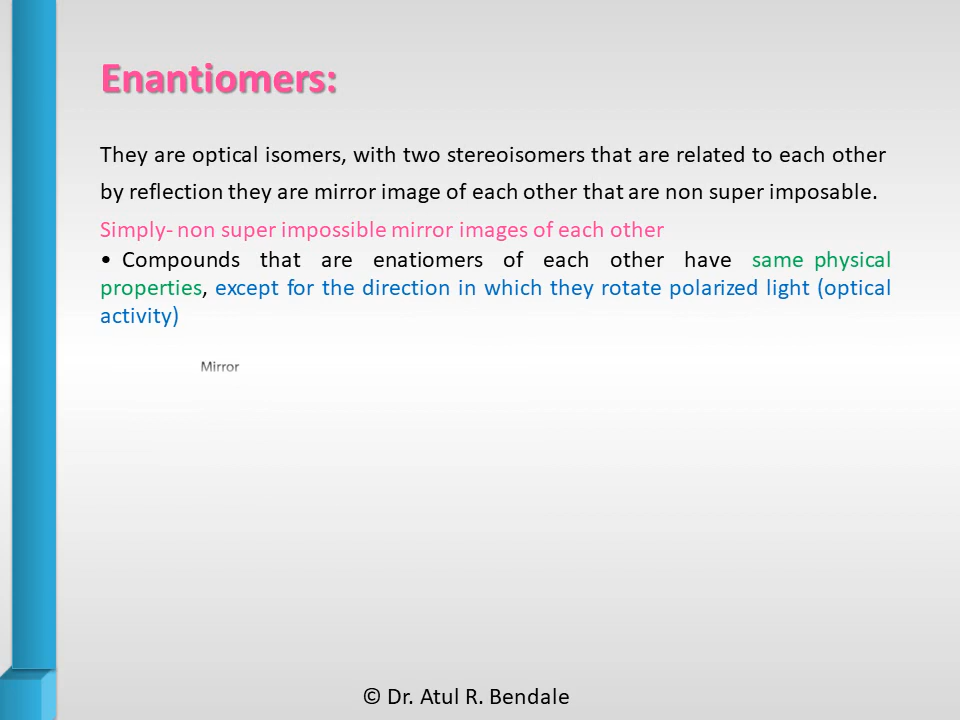 Enantiomers:
They are optical isomers, with two stereoisomers that are related to each other
by reflection they are mirror image of each other that are non super imposable.
Simply- non super impossible mirror images of each other
• Compounds that are enatiomers of each other have same physical
properties, except for the direction in which they rotate polarized light (optical
activity)
Mirror
© Dr. Atul R. Bendale